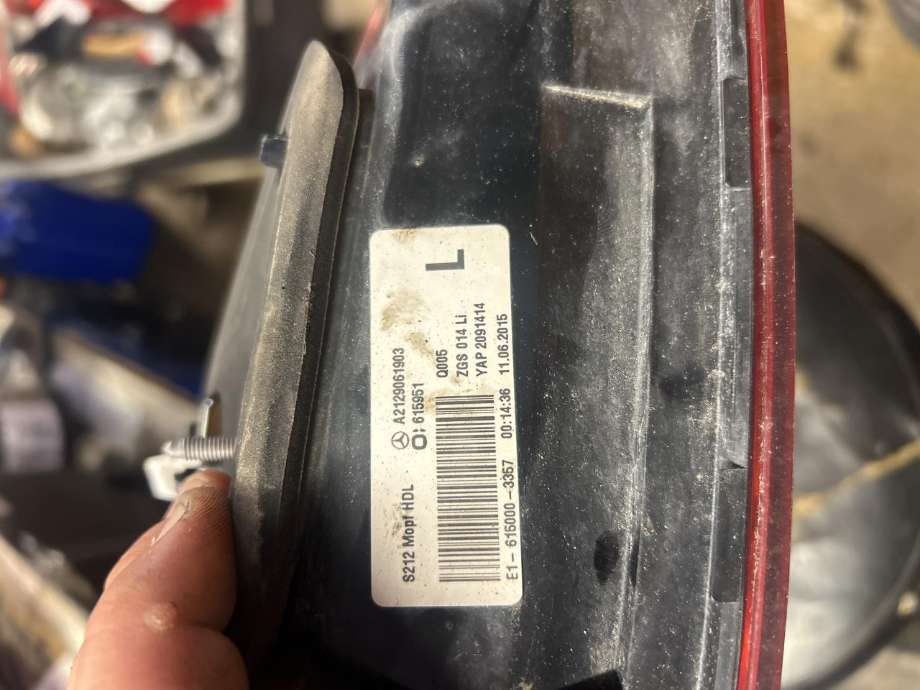 L
A2129061903
O: 615951 Q005
ZGS 014 Li
YAP 2091414
S212 Mopf HDL
E1-615000-3357 00:14:36 11.06.2015